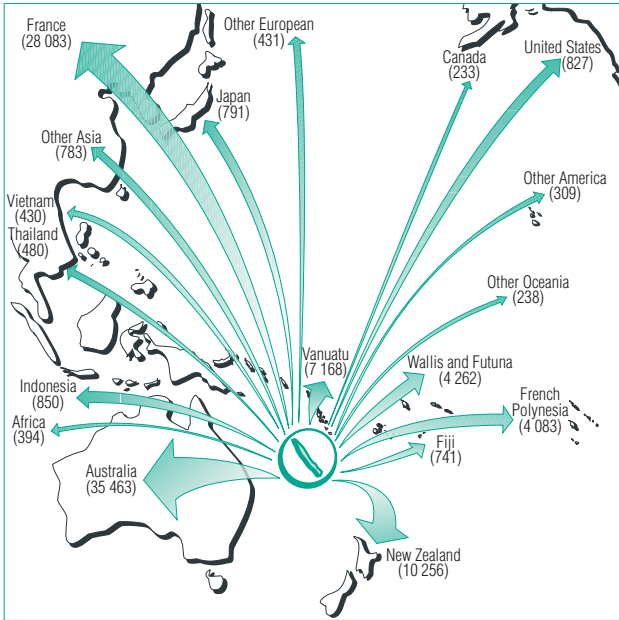 France
(28 083)
Other European
(431)
Canada
(233)
United States
(827)
Japan
(791)
Other Asia
(783)
Other America
(309)
Vietnam
(430)
Thailand
(480)
Other Oceania
(238)
Vanuatu
(7 168)
Wallis and Futuna
(4 262)
Indonesia
(850)
French
Polynesia
(4 083)
Africa
(394)
Fiji
(741)
Australia
(35 463)
New Zealand
(10 256)